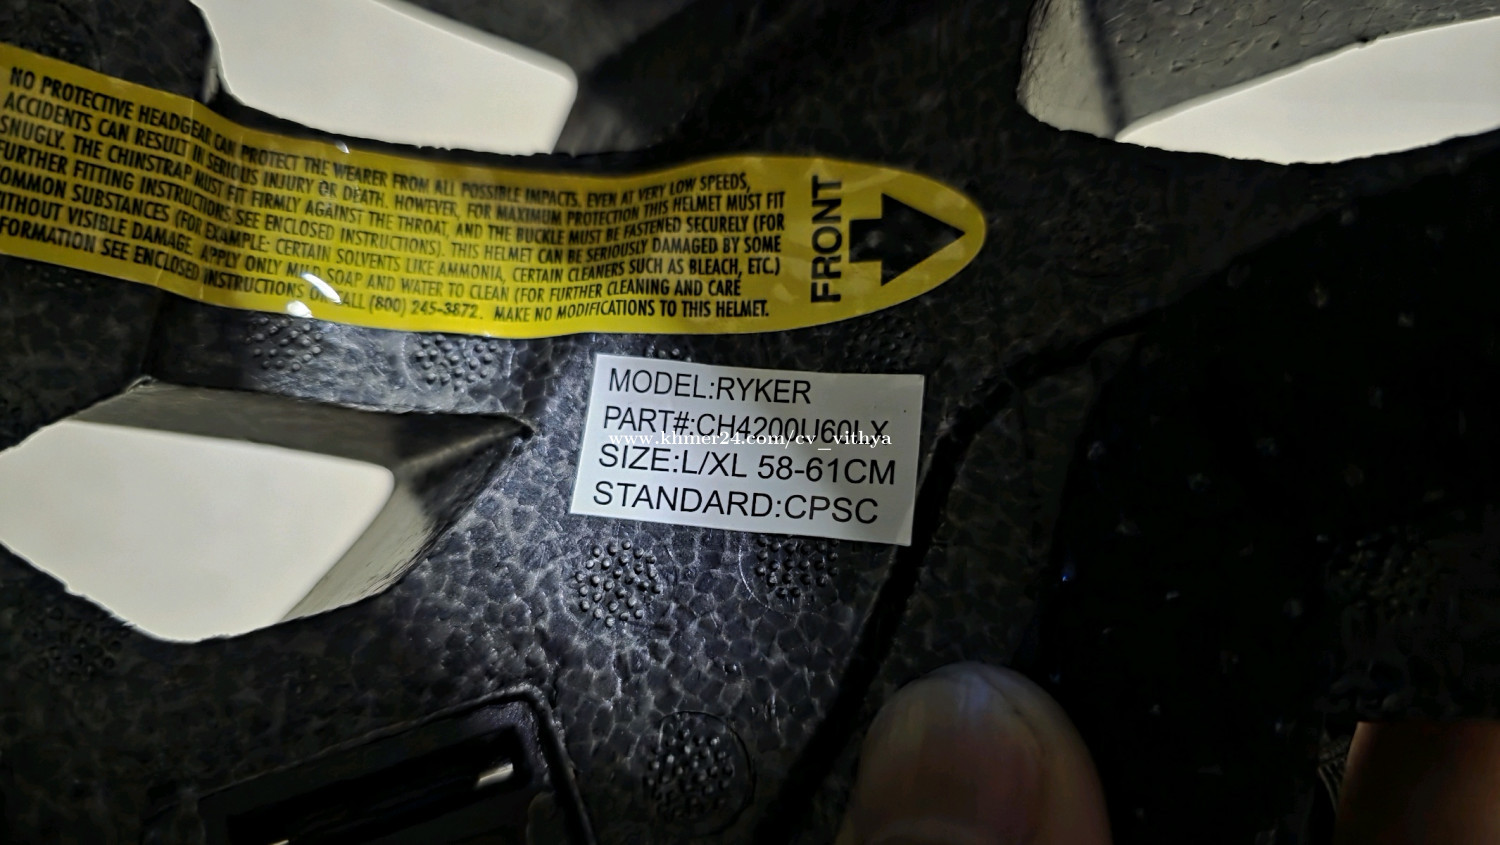 NO PROTECTIVE HEADGEAR CAN PROTECT THE WEARER FROM ALL POSSIBLE IMPACTS. EVEN AT VERY LOW SPEEDS,
ACCIDENTS CAN RESULT IN SERIOUS INJURY OR DEATH. HOWEVER, FOR MAXIMUM PROTECTION THIS HELMET MUST FIT
SNUGLY. THE CHINSTRAP MUST FIT FIRMLY AGAINST THE THROAT, AND THE BUCKLE MUST BE FASTENED SECURELY (FOR
FURTHER FITTING INSTRUCTIONS SEE ENCLOSED INSTRUCTIONS). THIS HELMET CAN BE SERIOUSLY DAMAGED BY SOME
OMMON SUBSTANCES (FOR EXAMPLE: CERTAIN SOLVENTS LIKE AMMONIA, CERTAIN CLEANERS SUCH AS BLEACH, ETC.)
ITHOUT VISIBLE DAMAGE. APPLY ONLY MILD SOAP AND WATER TO CLEAN (FOR FURTHER CLEANING AND CARE
FORMATION SEE ENCLOSED INSTRUCTIONS OR CALL (800) 245-3872. MAKE NO MODIFICATIONS TO THIS HELMET.
FRONT
MODEL:RYKER
PART#:CH4200U60LX
www.khmer24.com/cv_vithya
SIZE:L/XL 58-61CM
STANDARD:CPSC